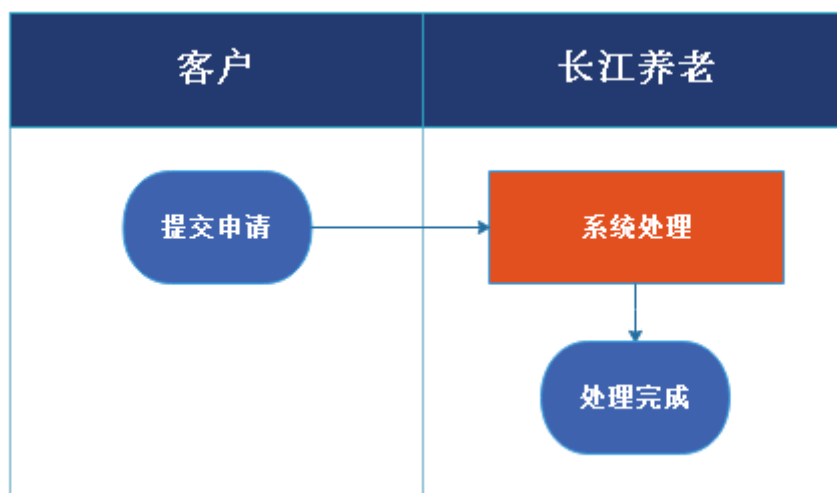 客户
长江养老
提交申请
系统处理
处理完成